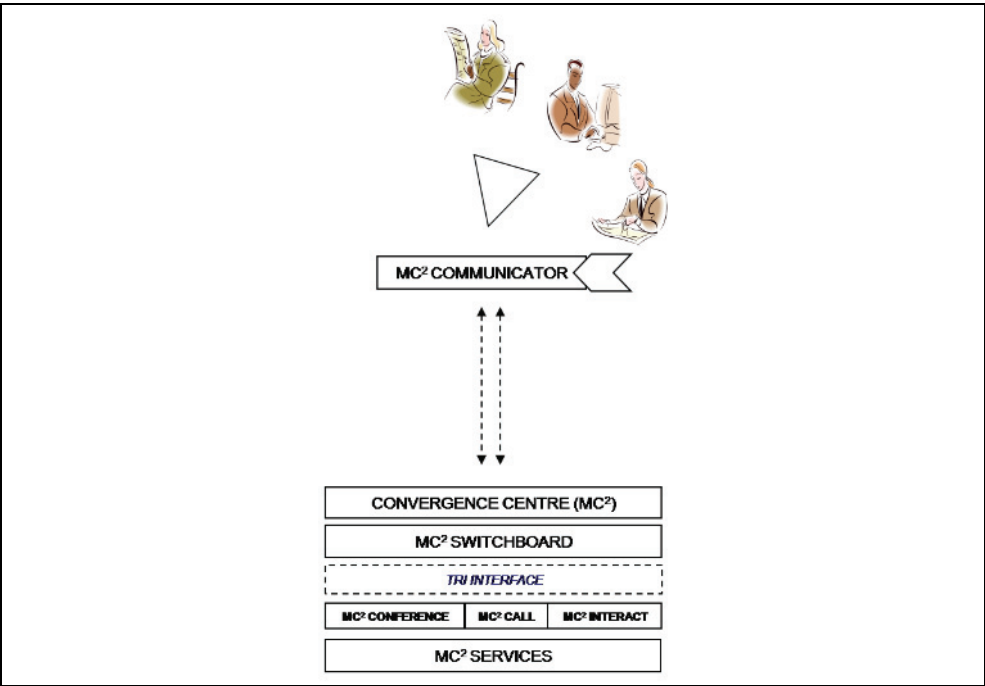 MC² COMMUNICATOR
CONVERGENCE CENTRE (MC²)
MC² SWITCHBOARD
TRI INTERFACE
MC² CONFERENCE MC² CALL MC² INTERACT
MC² SERVICES